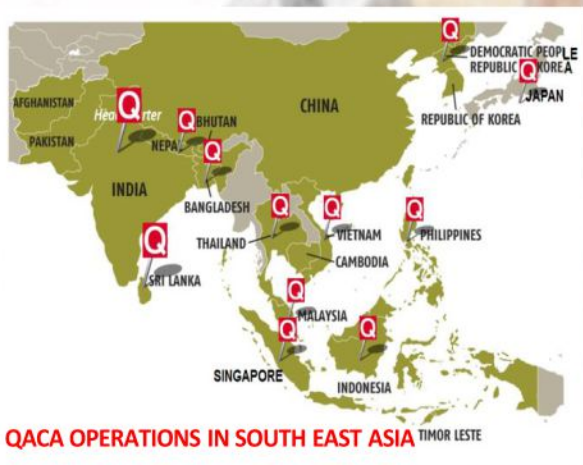 Q
DEMOCRATIC PEOPLE
REPUBLIC KOREA
Q
JAPAN
AFGHANISTAN
Q
CHINA
Q
BHUTAN
REPUBLIC OF KOREA
PAKISTAN
NEPA
Q
INDIA
BANGLADESH
Q
Q
Q
THAILAND
VIETNAM
PHILIPPINES
Q
CAMBODIA
SRI LANKA
Q
MALAYSIA
Q
Q
SINGAPORE
INDONESIA
QACA OPERATIONS IN SOUTH EAST ASIA
TIMOR LESTE